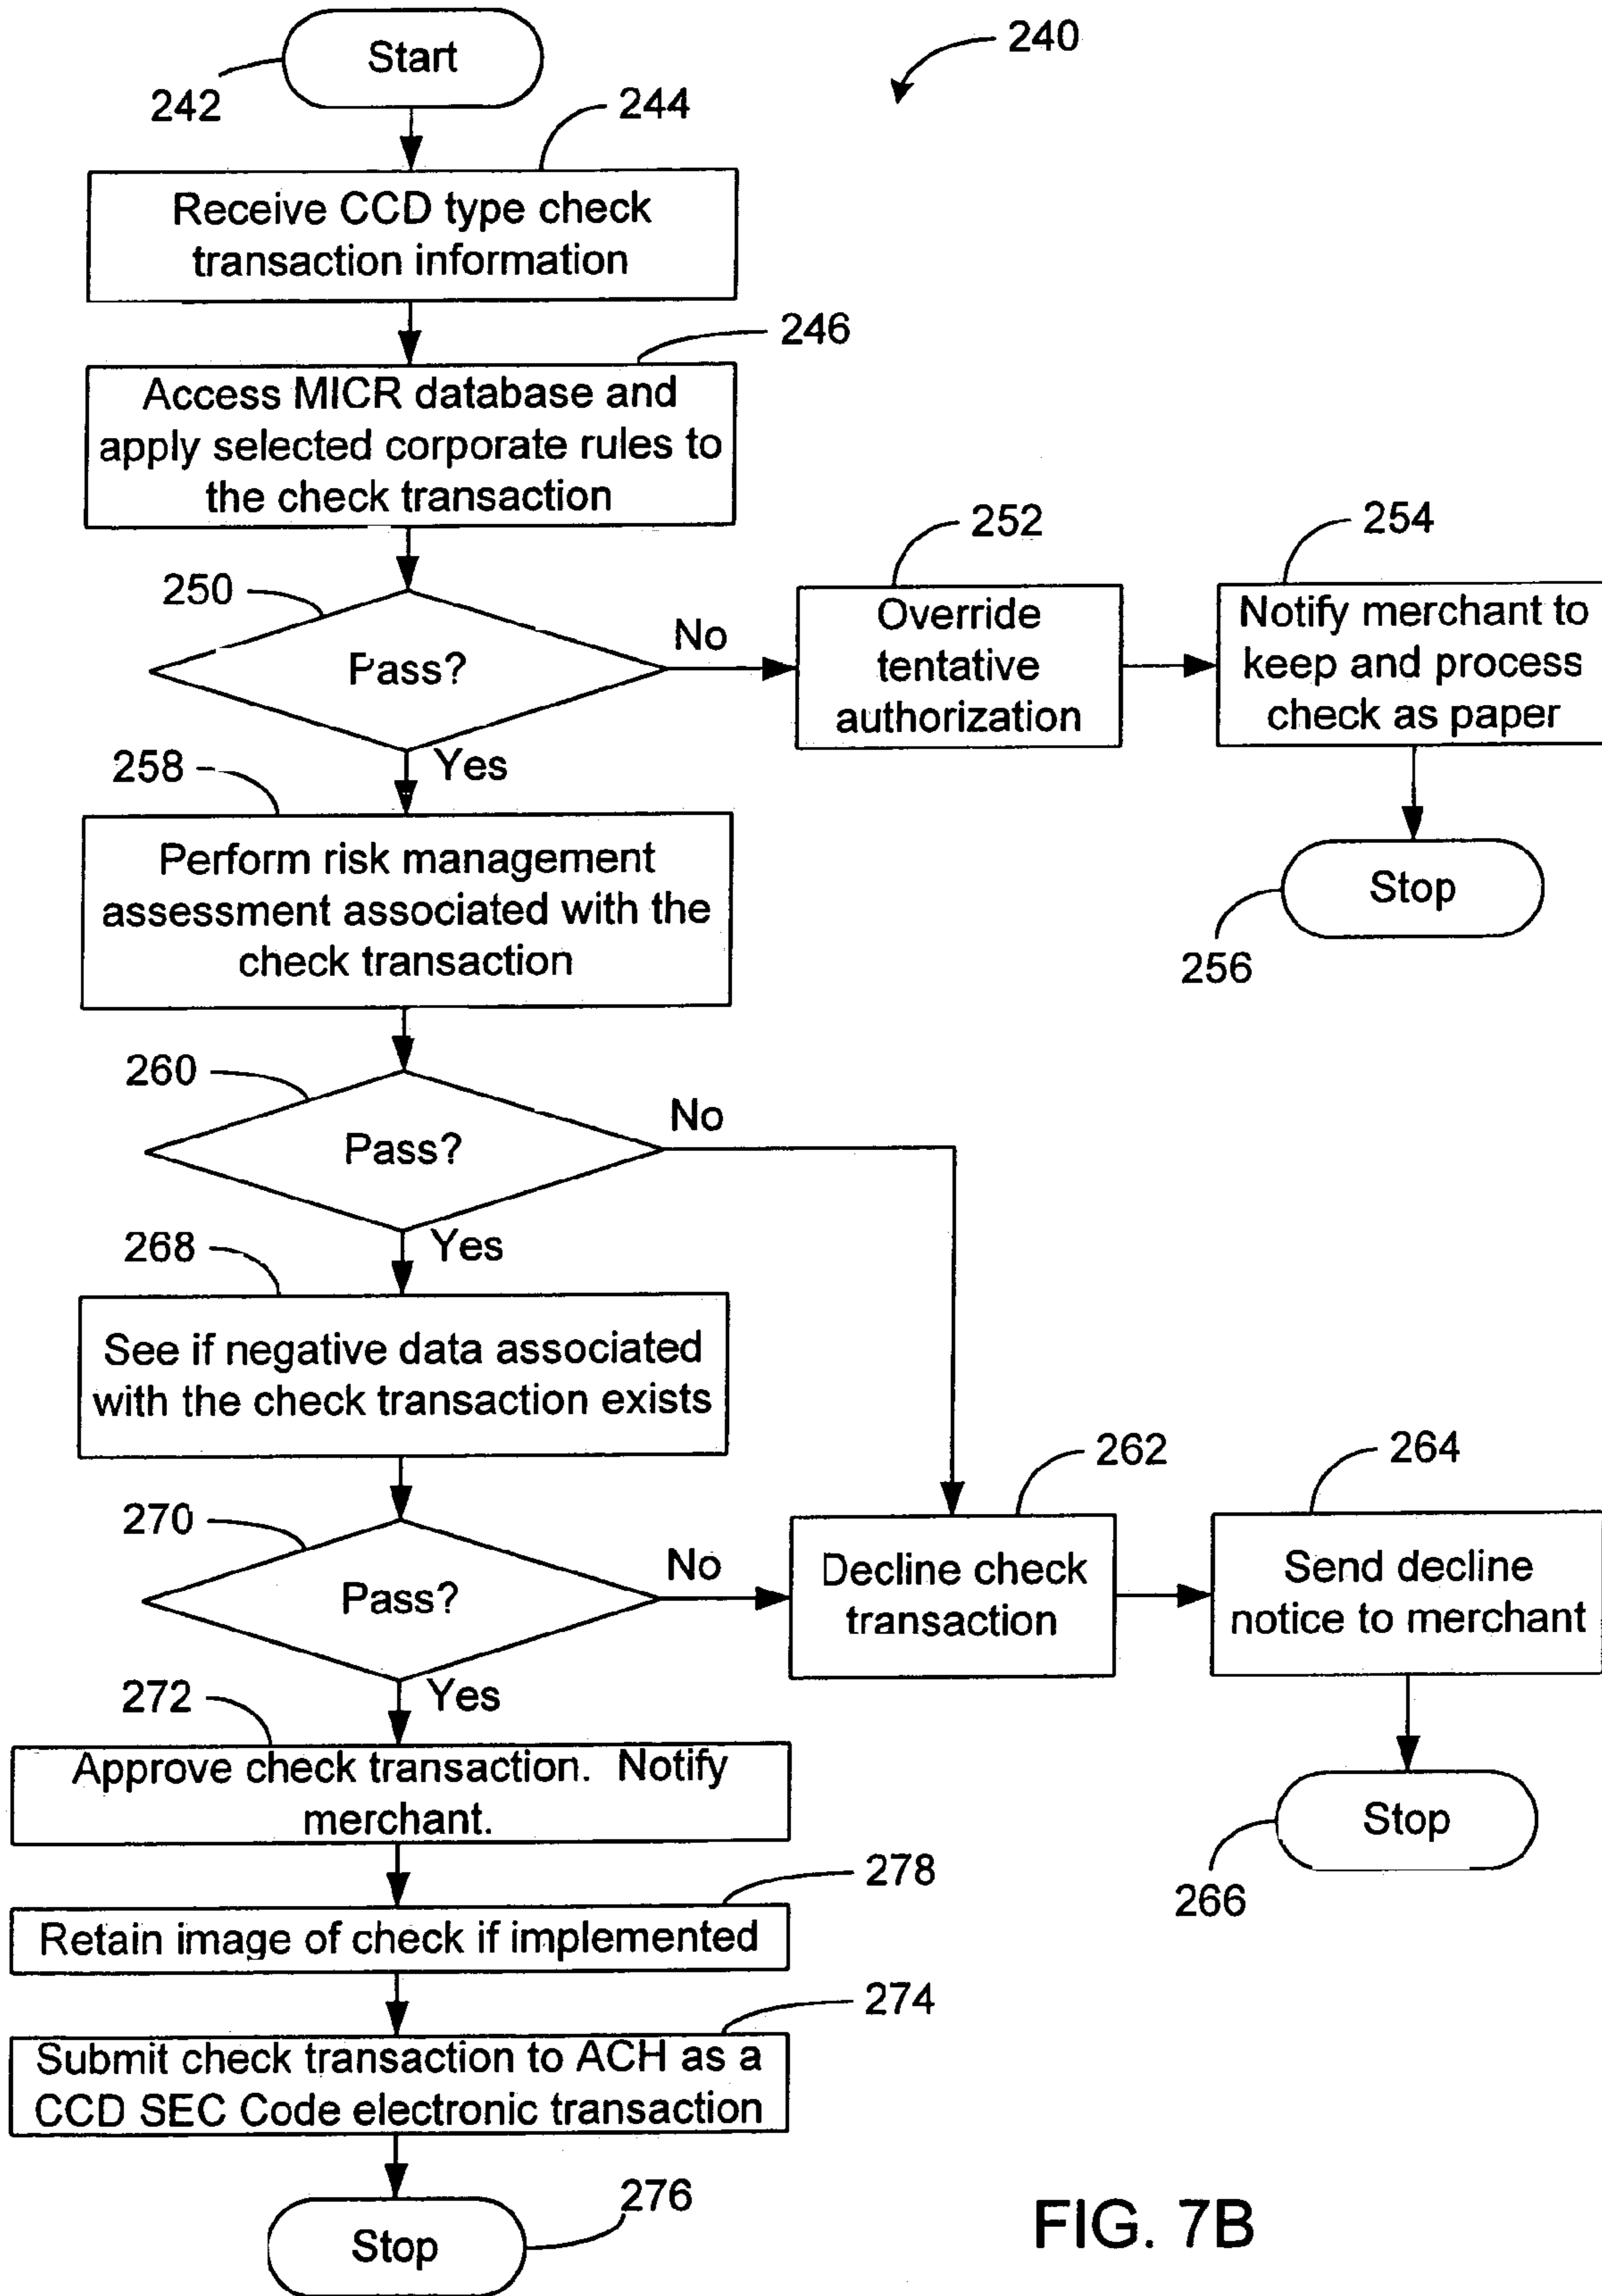 Start
240
242
244
Receive CCD type check
transaction information
246
Access MICR database and
apply selected corporate rules to
the check transaction
250
Pass?
No
252
Override
tentative
authorization
254
Notify merchant to
keep and process
check as paper
Yes
258
Stop
256
Perform risk management
assessment associated with the
check transaction
260
Pass?
No
Yes
268
See if negative data associated
with the check transaction exists
270
Pass?
No
262
Decline check
transaction
264
Send decline
notice to merchant
Yes
272
Stop
266
Approve check transaction. Notify
merchant.
278
Retain image of check if implemented
274
Submit check transaction to ACH as a
CCD SEC Code electronic transaction
276
Stop
FIG. 7B